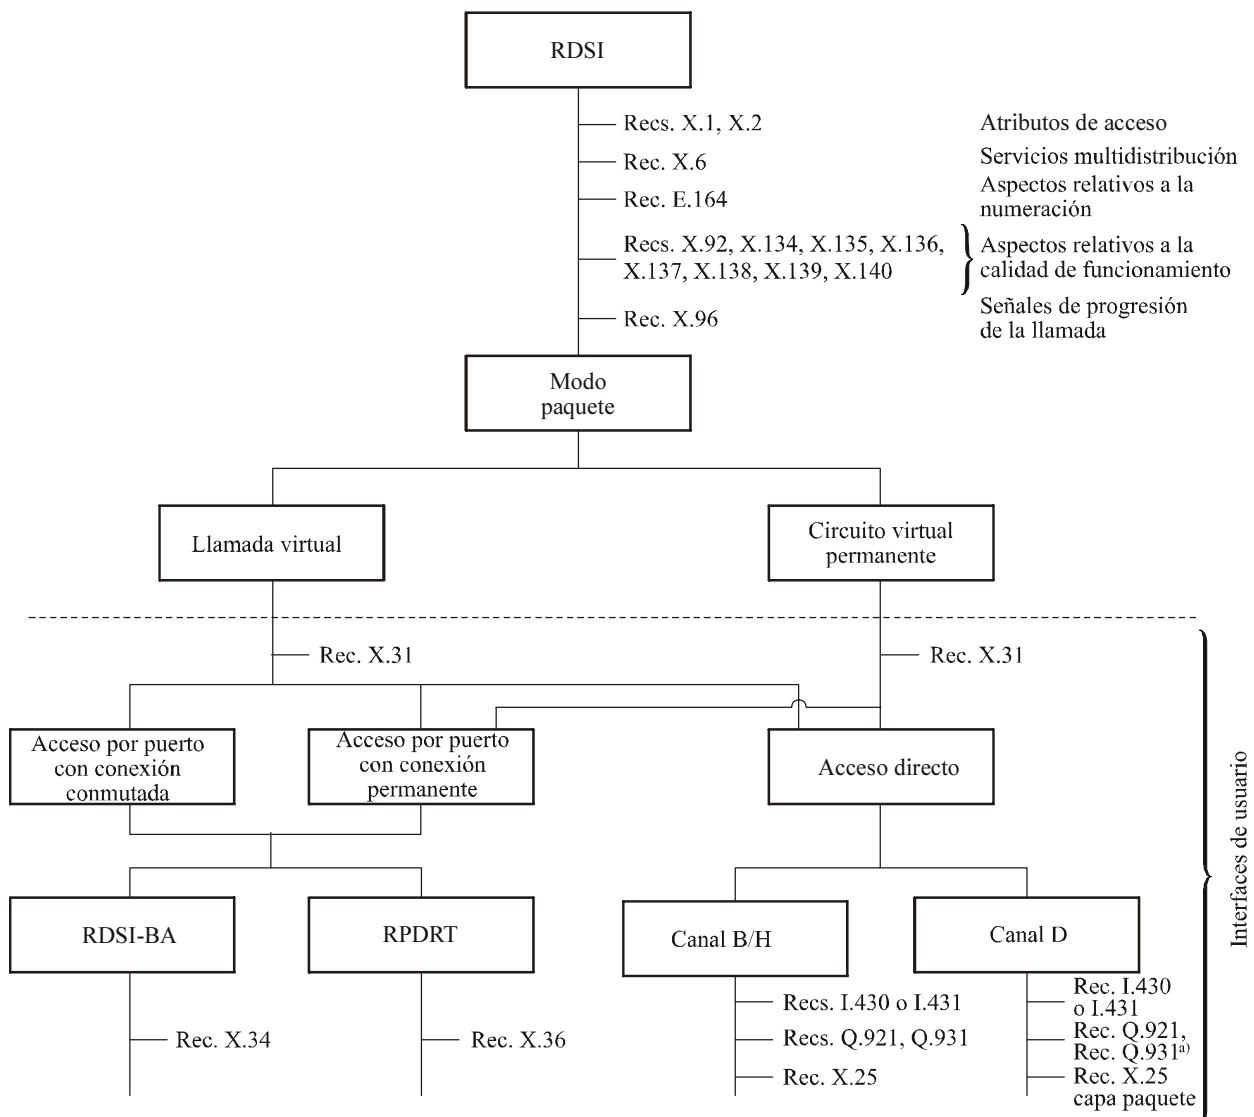 RDSI
Recs. X.1, X.2
Atributos de acceso
Rec. X.6
Servicios multidistribución
Rec. E.164
Aspectos relativos a la
numeración
Recs. X.92, X.134, X.135, X.136,
X.137, X.138, X.139, X.140
Aspectos relativos a la
calidad de funcionamiento
Rec. X.96
Señales de progresión
de la llamada
Modo
paquete
Llamada virtual
Circuito virtual
permanente
Rec. X.31
Rec. X.31
Acceso por puerto
con conexión
conmutada
Acceso por puerto
con conexión
permanente
Acceso directo
Interfaces de usuario
RDSI-BA
RPDRT
Canal B/H
Canal D
Rec. X.34
Rec. X.36
Recs. I.430 o I.431
Recs. Q.921, Q.931
Rec. X.25
Rec. I.430
o I.431
Rec. Q.921,
Rec. Q.931a)
Rec. X.25
capa paquete